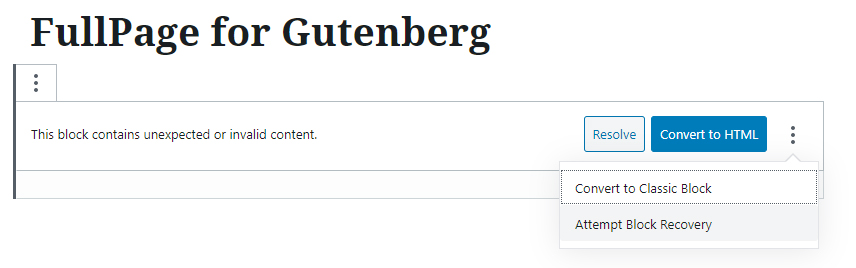 FullPage for Gutenberg
This block contains unexpected or invalid content.
Resolve
Convert to HTML
Convert to Classic Block
Attempt Block Recovery